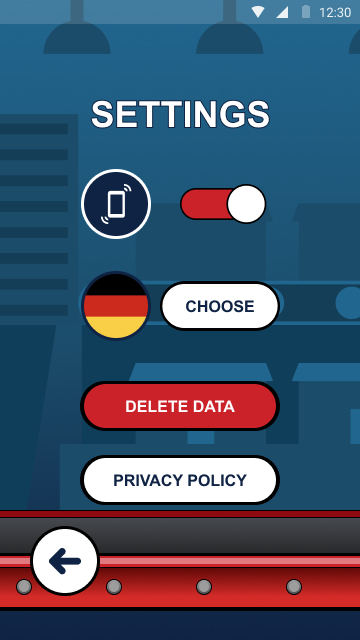 12:30
SETTINGS
CHOOSE
DELETE DATA
PRIVACY POLICY